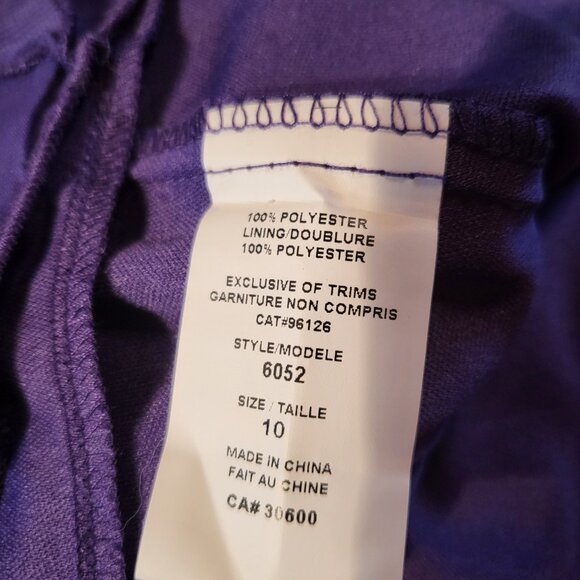 100% POLYESTER
LINING/DOUBLURE
100% POLYESTER
EXCLUSIVE OF TRIMS
GARNITURE NON COMPRIS
CAT#96126
STYLE/MODELE
6052
SIZE / TAILLE
10
MADE IN CHINA
FAIT AU CHINE
CA# 30600